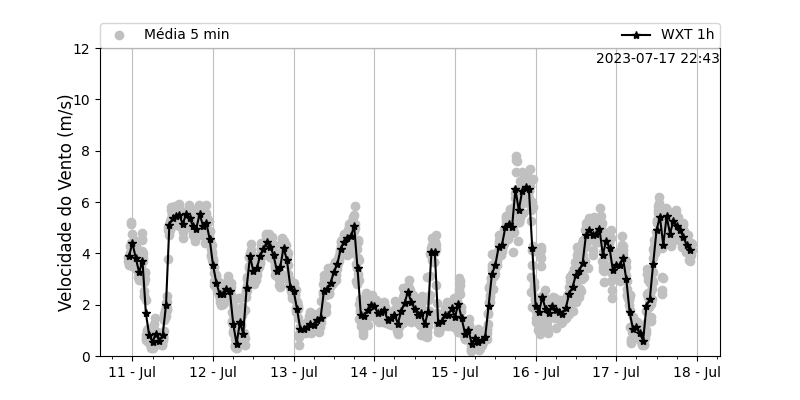 Média 5 min
WXT 1h
2023-07-17 22:43
Velocidade do Vento (m/s)
12
10
8
6
4
2
0
11 - Jul 12 - Jul 13 - Jul 14 - Jul 15 - Jul 16 - Jul 17 - Jul 18 - Jul